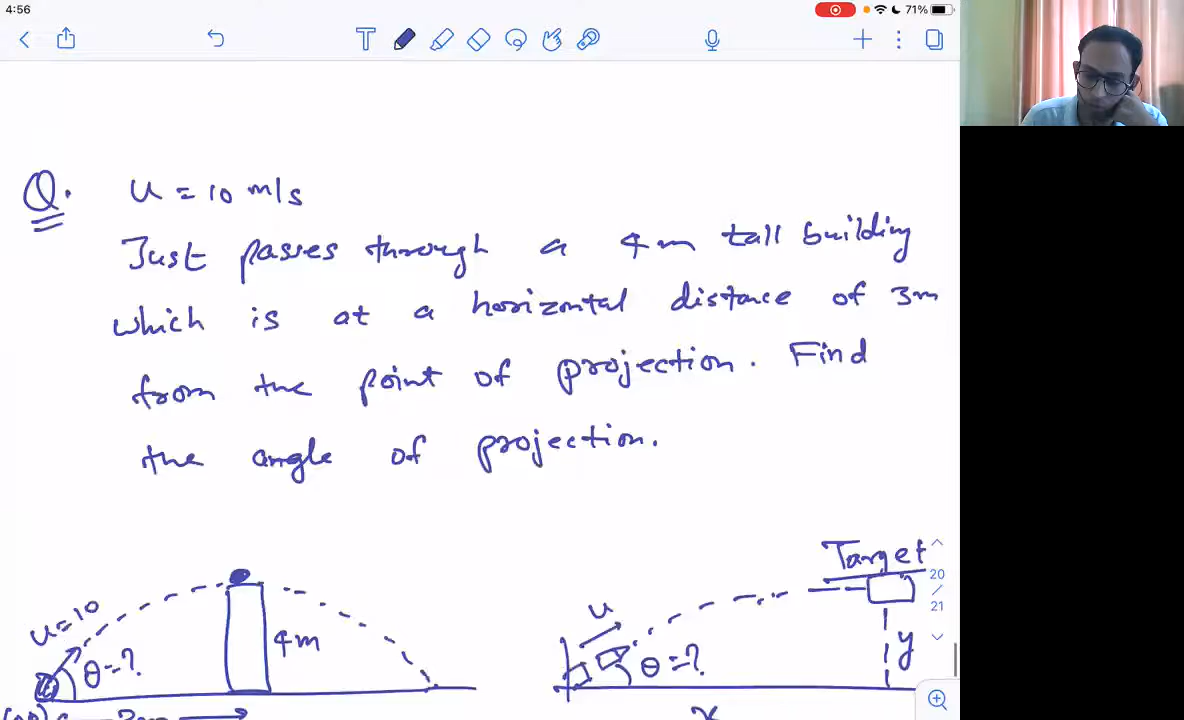 4:56
71%
T
Q. u = 10 m/s
Just passes through a 4m tall building
which is at a horizontal distance of 3m
from the point of projection. Find
the angle of projection.
Target
20
21
u=10
4m
θ=?
u
θ=?
y
x